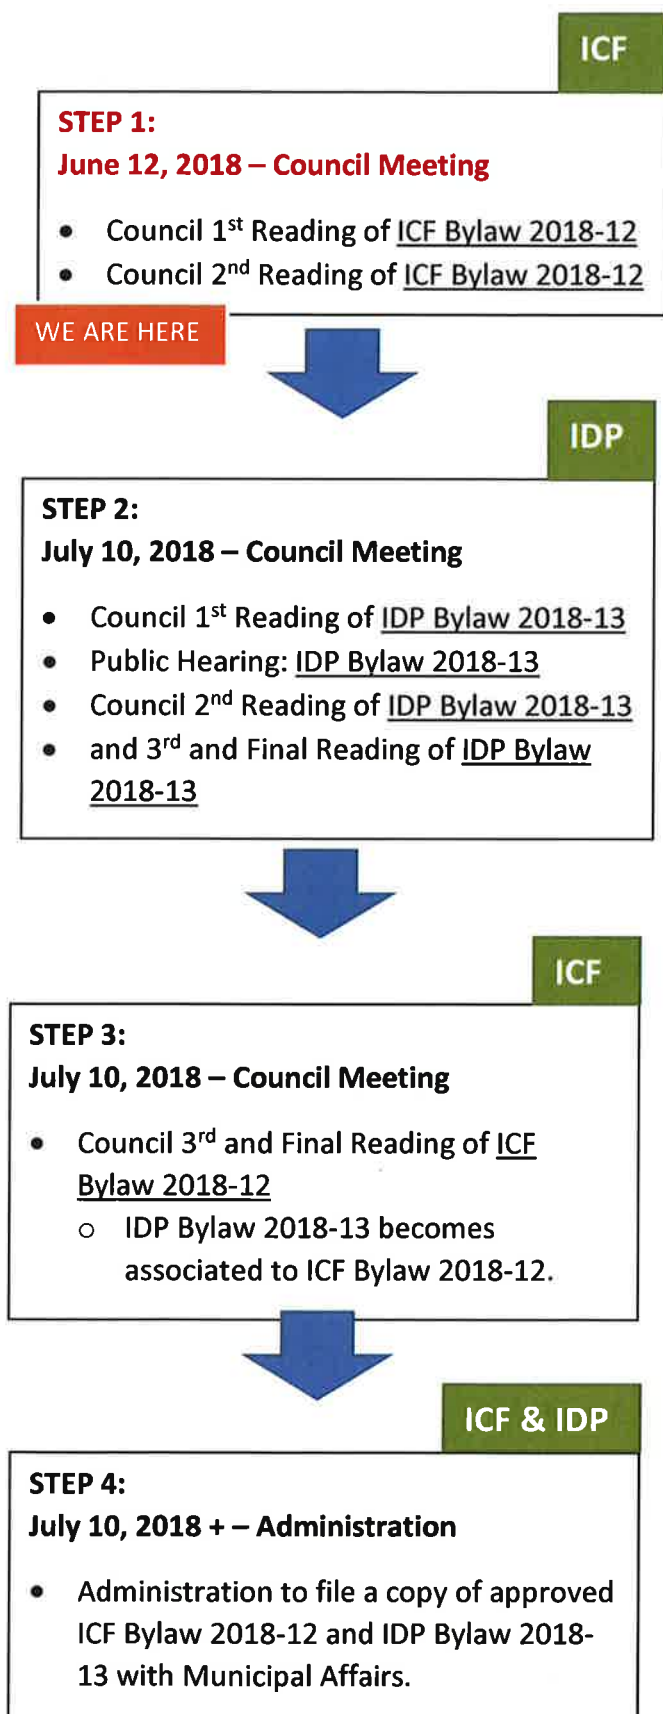 ICF
STEP 1:
June 12, 2018 – Council Meeting
• Council 1st Reading of ICF Bylaw 2018-12
• Council 2nd Reading of ICF Bylaw 2018-12
WE ARE HERE
IDP
STEP 2:
July 10, 2018 – Council Meeting
• Council 1st Reading of IDP Bylaw 2018-13
• Public Hearing: IDP Bylaw 2018-13
• Council 2nd Reading of IDP Bylaw 2018-13
• and 3rd and Final Reading of IDP Bylaw
2018-13
ICF
STEP 3:
July 10, 2018 – Council Meeting
• Council 3rd and Final Reading of ICF
Bylaw 2018-12
o IDP Bylaw 2018-13 becomes
associated to ICF Bylaw 2018-12.
ICF & IDP
STEP 4:
July 10, 2018 + – Administration
• Administration to file a copy of approved
ICF Bylaw 2018-12 and IDP Bylaw 2018-
13 with Municipal Affairs.